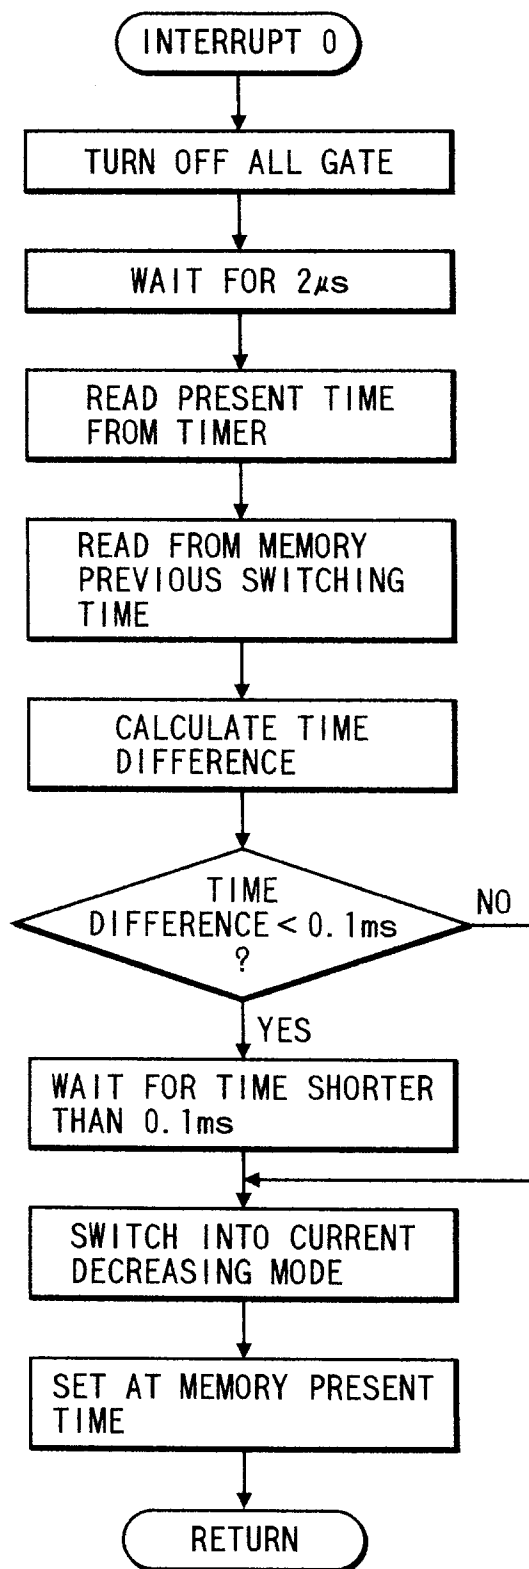 INTERRUPT 0
TURN OFF ALL GATE
WAIT FOR 2μs
READ PRESENT TIME
FROM TIMER
READ FROM MEMORY
PREVIOUS SWITCHING
TIME
CALCULATE TIME
DIFFERENCE
TIME
DIFFERENCE < 0.1ms
?
NO
YES
WAIT FOR TIME SHORTER
THAN 0.1ms
SWITCH INTO CURRENT
DECREASING MODE
SET AT MEMORY PRESENT
TIME
RETURN